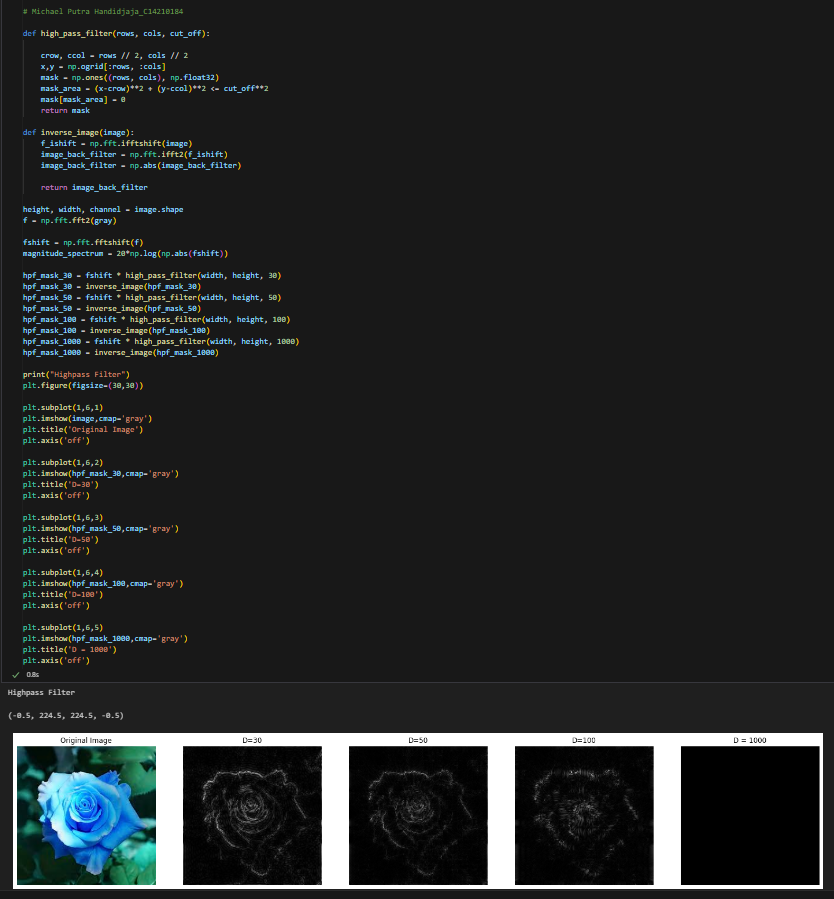 # Michael Putra Handidjaja_C14210184
def high_pass_filter(rows, cols, cut_off):
crow, ccol = rows // 2, cols // 2
x,y = np.ogrid[:rows, :cols]
mask = np.ones((rows, cols), np.float32)
mask_area = (x-crow)**2 + (y-ccol)**2 <= cut_off**2
mask[mask_area] = 0
return mask
def inverse_image(image):
f_ishift = np.fft.ifftshift(image)
image_back_filter = np.fft.ifft2(f_ishift)
image_back_filter = np.abs(image_back_filter)
return image_back_filter
height, width, channel = image.shape
f = np.fft.fft2(gray)
fshift = np.fft.fftshift(f)
magnitude_spectrum = 20*np.log(np.abs(fshift))
hpf_mask_30 = fshift * high_pass_filter(width, height, 30)
hpf_mask_30 = inverse_image(hpf_mask_30)
hpf_mask_50 = fshift * high_pass_filter(width, height, 50)
hpf_mask_50 = inverse_image(hpf_mask_50)
hpf_mask_100 = fshift * high_pass_filter(width, height, 100)
hpf_mask_100 = inverse_image(hpf_mask_100)
hpf_mask_1000 = fshift * high_pass_filter(width, height, 1000)
hpf_mask_1000 = inverse_image(hpf_mask_1000)
print("Highpass Filter")
plt.figure(figsize=(30,30))
plt.subplot(1,6,1)
plt.imshow(image,cmap='gray')
plt.title('Original Image')
plt.axis('off')
plt.subplot(1,6,2)
plt.imshow(hpf_mask_30,cmap='gray')
plt.title('D=30')
plt.axis('off')
plt.subplot(1,6,3)
plt.imshow(hpf_mask_50,cmap='gray')
plt.title('D=50')
plt.axis('off')
plt.subplot(1,6,4)
plt.imshow(hpf_mask_100,cmap='gray')
plt.title('D=100')
plt.axis('off')
plt.subplot(1,6,5)
plt.imshow(hpf_mask_1000,cmap='gray')
plt.title('D = 1000')
plt.axis('off')
✓ 0.8s
Highpass Filter
(-0.5, 224.5, 224.5, -0.5)
Original Image D=30 D=50 D=100 D = 1000